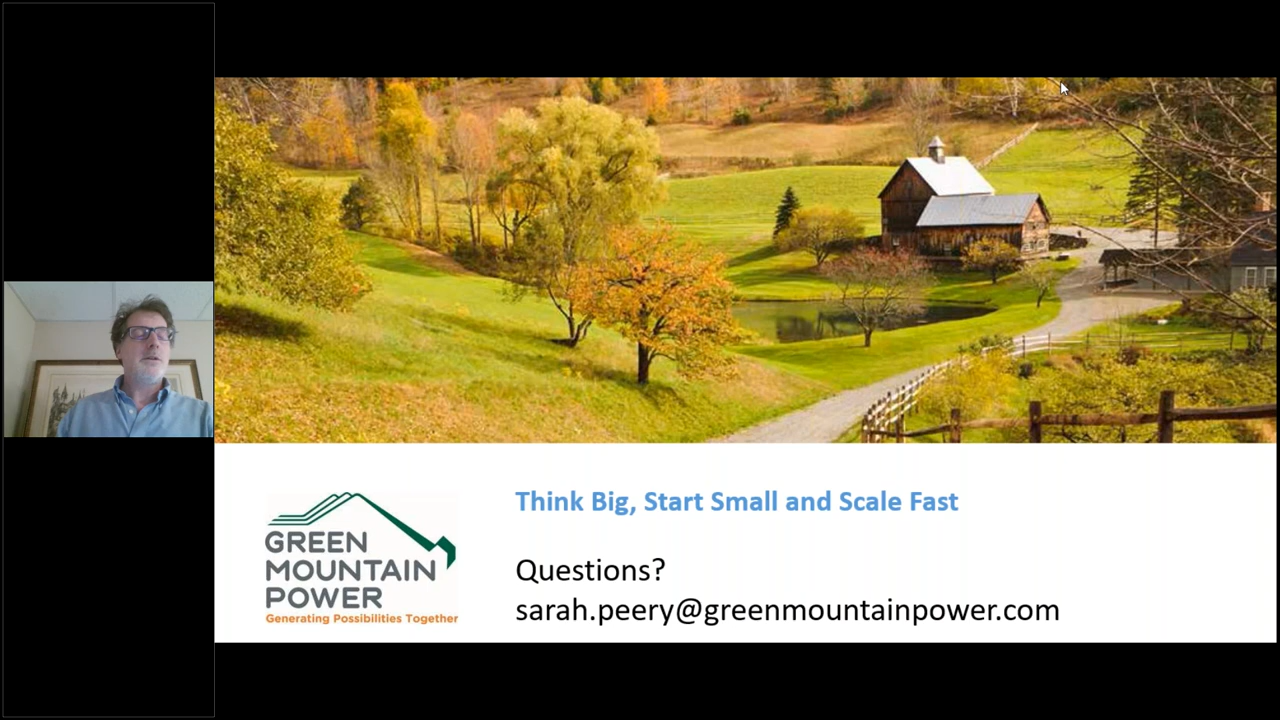 Think Big, Start Small and Scale Fast
GREEN
MOUNTAIN
POWER
Generating Possibilities Together
Questions?
sarah.peery@greenmountainpower.com